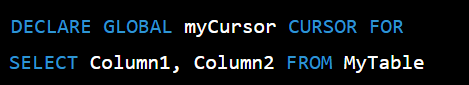 DECLARE GLOBAL myCursor CURSOR FOR
SELECT Column1, Column2 FROM MyTable